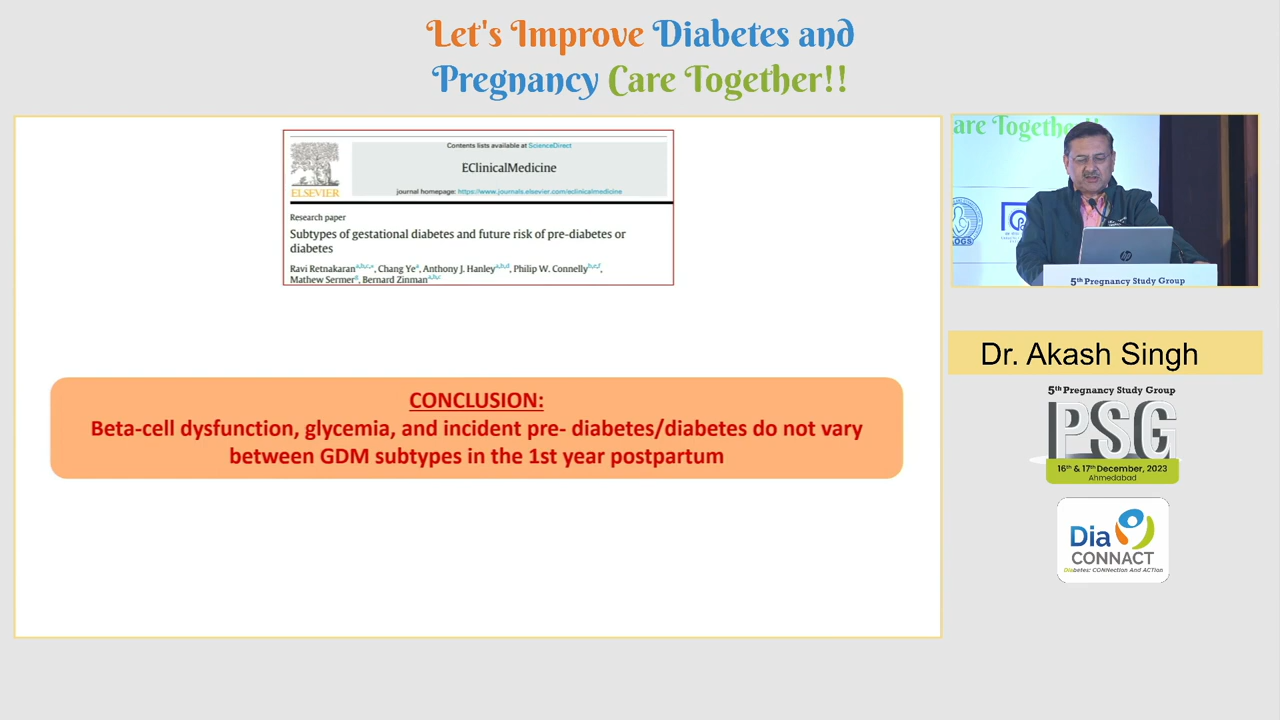 Let's Improve Diabetes and
Pregnancy Care Together!!
Contents lists available at ScienceDirect
EClinicalMedicine
journal homepage: https://www.journals.elsevier.com/eclinicalmedicine
ELSEVIER
Research paper
Subtypes of gestational diabetes and future risk of pre-diabetes or
diabetes
Ravi Retnakaran a,b,c,*, Chang Ye a, Anthony J. Hanley a,b,d, Philip W. Connelly b,e,f,
Mathew Sermer g, Bernard Zinman a,b,c
CONCLUSION:
Beta-cell dysfunction, glycemia, and incident pre- diabetes/diabetes do not vary
between GDM subtypes in the 1st year postpartum
are Together!!
OGS
hp
5th Pregnancy Study Group
Dr. Akash Singh
5th Pregnancy Study Group
PSG
16th & 17th December, 2023
Ahmedabad
Dia
CONNACT
Diabetes: CONNection And ACTion